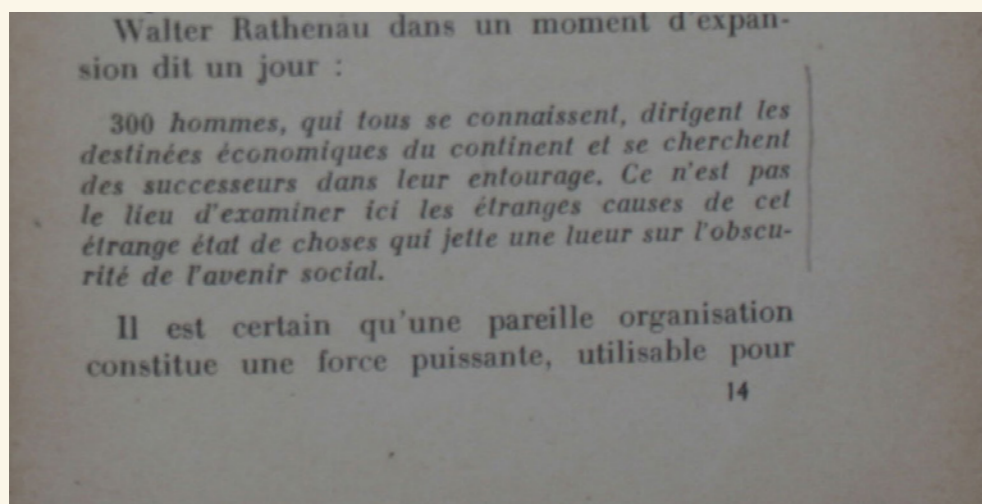 Walter Rathenau dans un moment d'expan-
sion dit un jour :
300 hommes, qui tous se connaissent, dirigent les
destinées économiques du continent et se cherchent
des successeurs dans leur entourage. Ce n'est pas
le lieu d'examiner ici les étranges causes de cet
étrange état de choses qui jette une lueur sur l'obscu-
rité de l'avenir social.
Il est certain qu'une pareille organisation
constitue une force puissante, utilisable pour
14